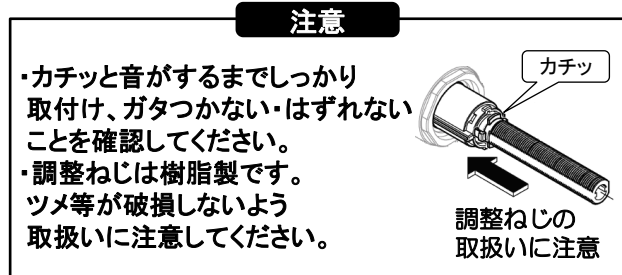 注意
・カチッと音がするまでしっかり
取付け、ガタつかない・はずれない
ことを確認してください。
・調整ねじは樹脂製です。
ツメ等が破損しないよう
取扱いに注意してください。
カチッ
調整ねじの
取扱いに注意